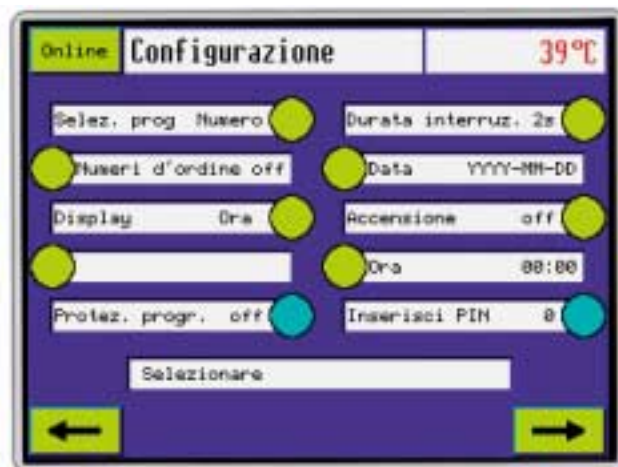 Online Configurazione 39°C
Selez. prog Numero Durata interruz. 2s
Numeri d'ordine off Data YYYY-MM-DD
Display Ora Accensione off
Ora 00:00
Protez. progr. off Inserisci PIN 0
Selezionare